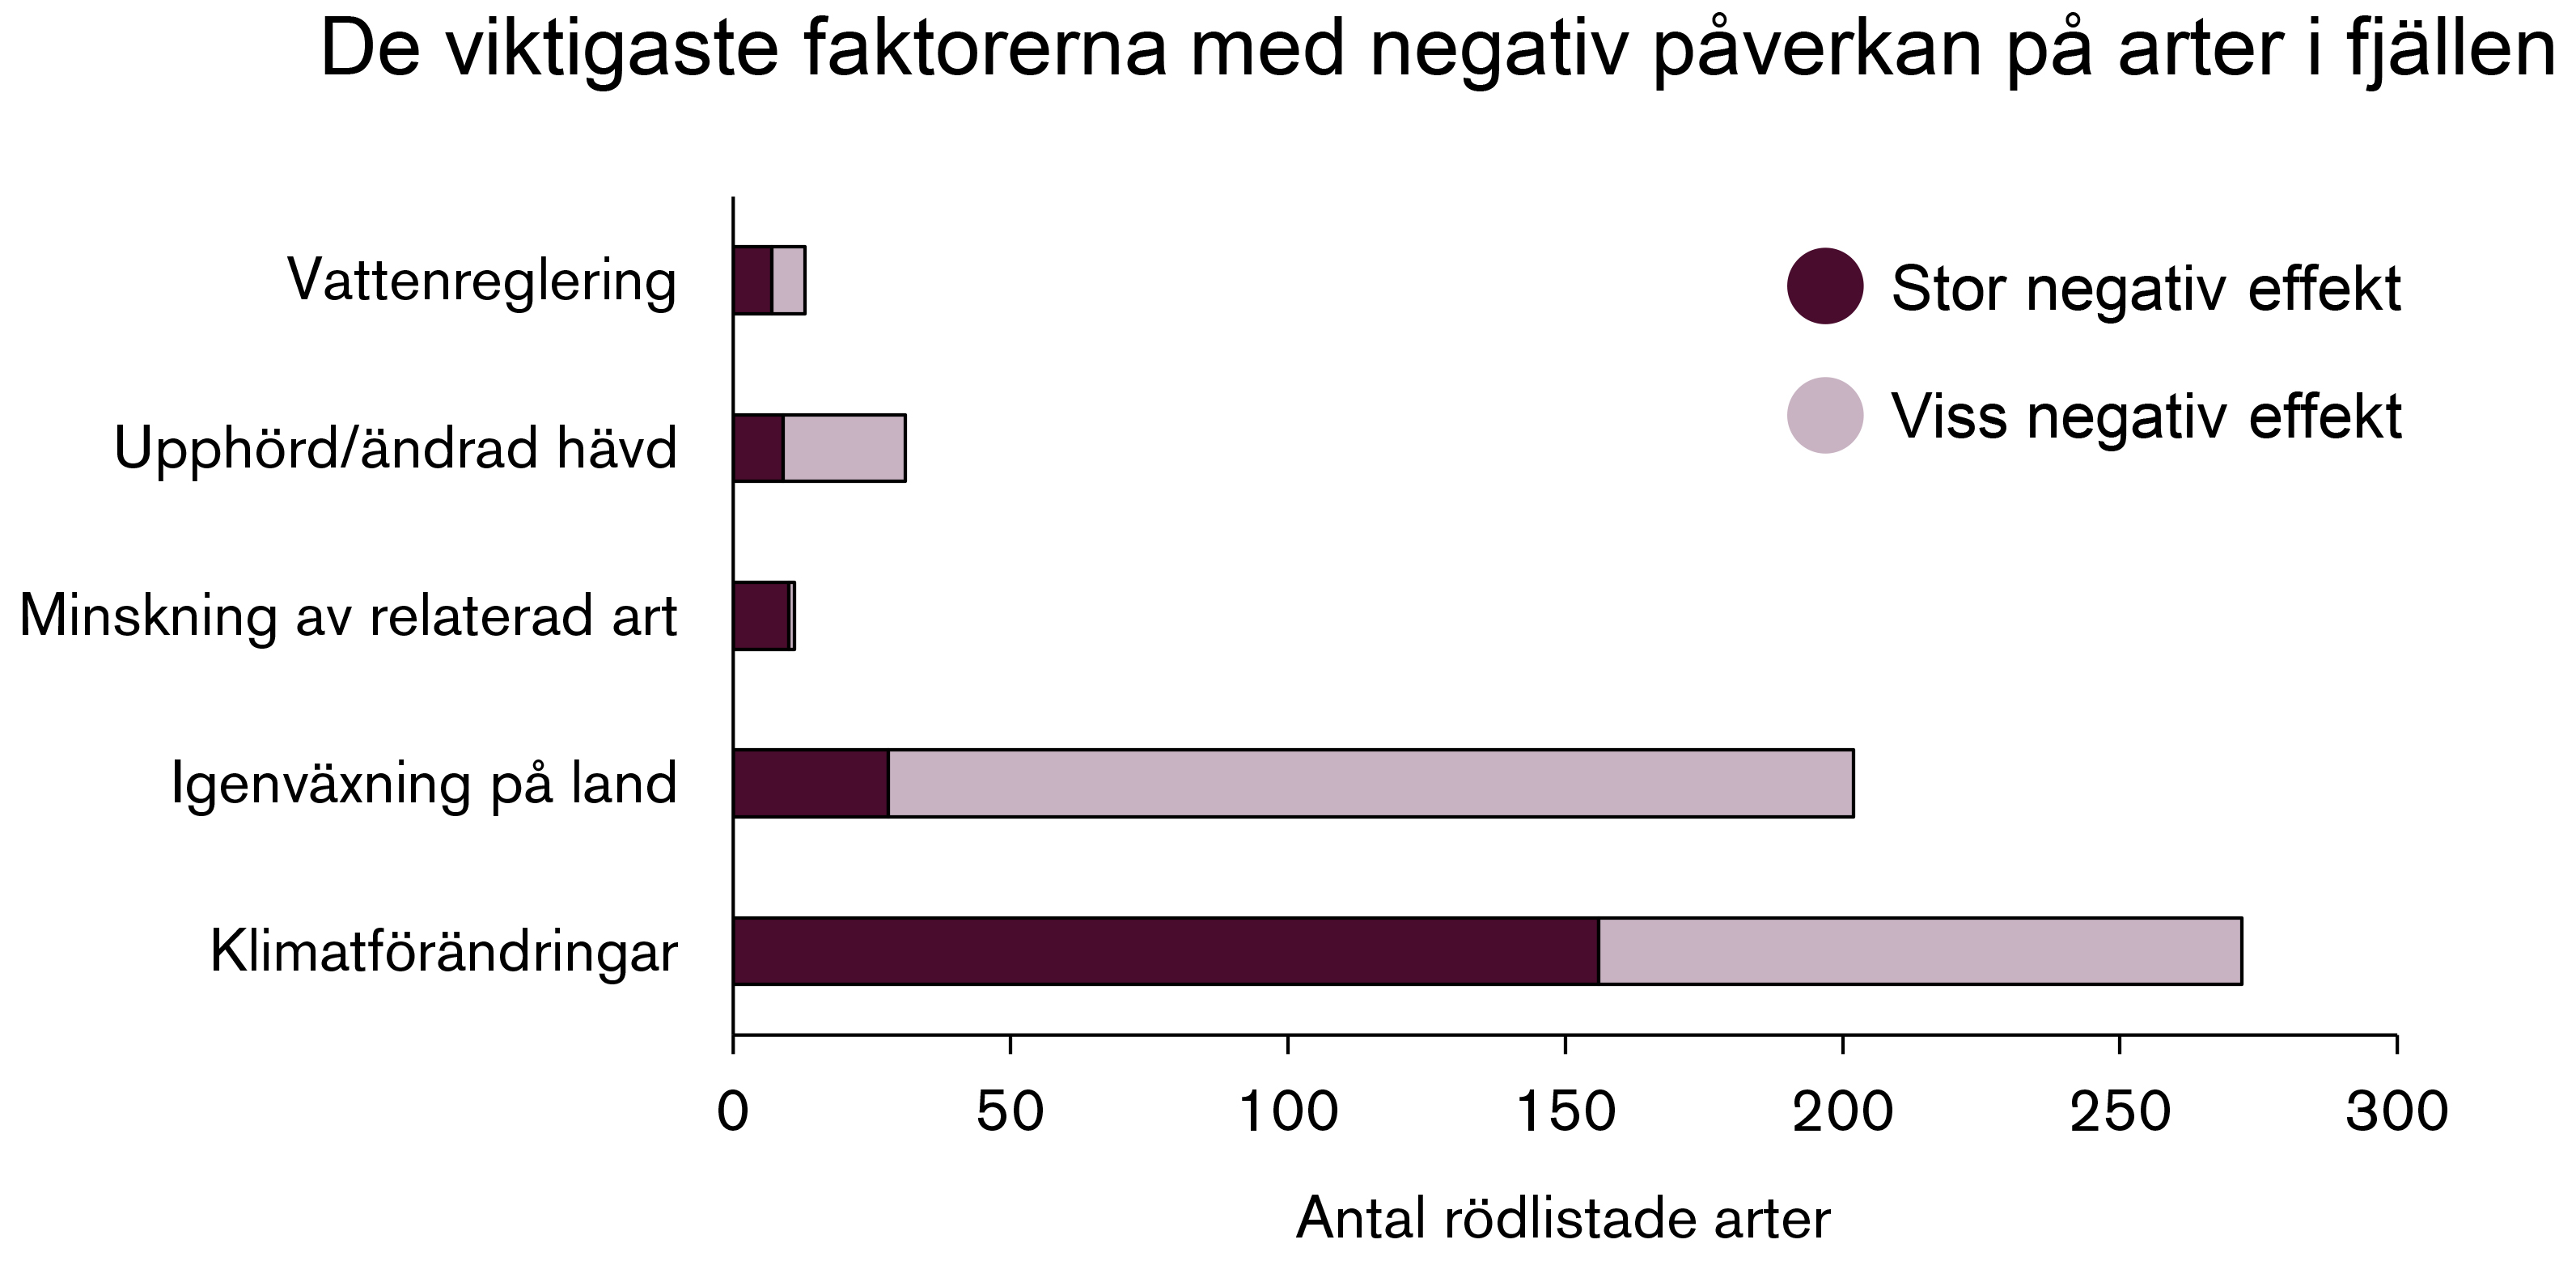 De viktigaste faktorerna med negativ påverkan på arter i fjällen
Stor negativ effekt
Viss negativ effekt
Vattenreglering
Upphörd/ändrad hävd
Minskning av relaterad art
Igenväxning på land
Klimatförändringar
0 50 100 150 200 250 300
Antal rödlistade arter